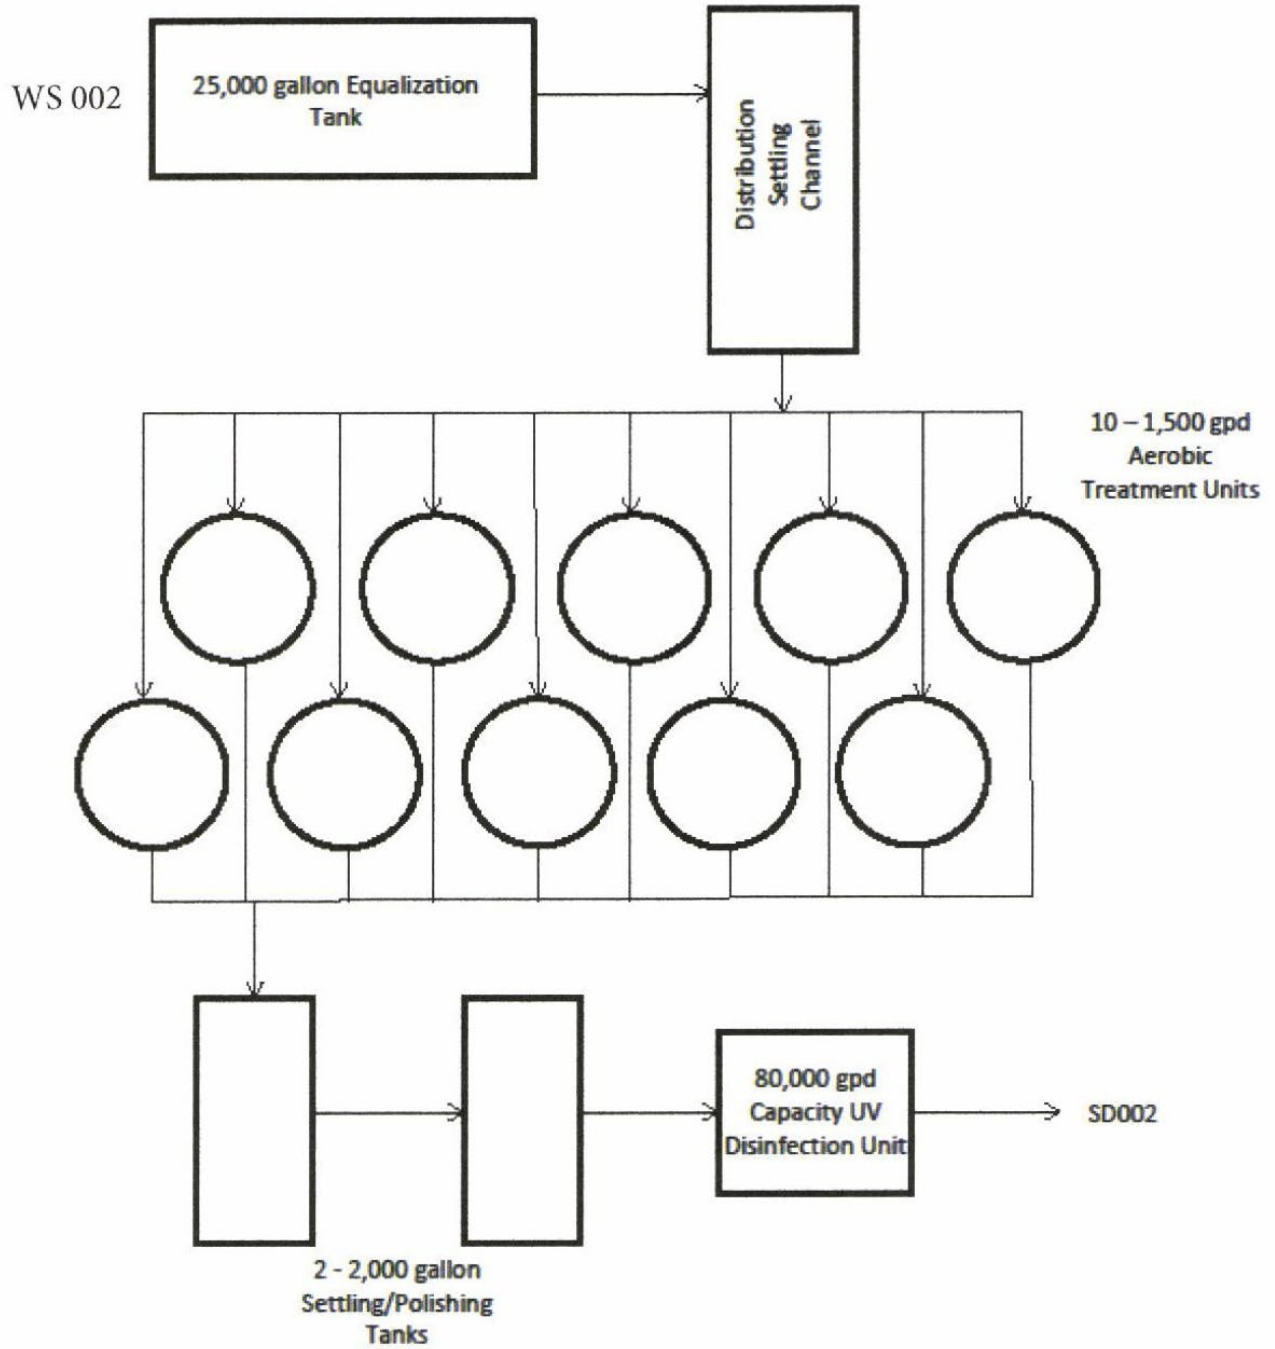 WS 002
25,000 gallon Equalization
Tank
Distribution
Settling
Channel
10 – 1,500 gpd
Aerobic
Treatment Units
80,000 gpd
Capacity UV
Disinfection Unit
SD002
2 - 2,000 gallon
Settling/Polishing
Tanks